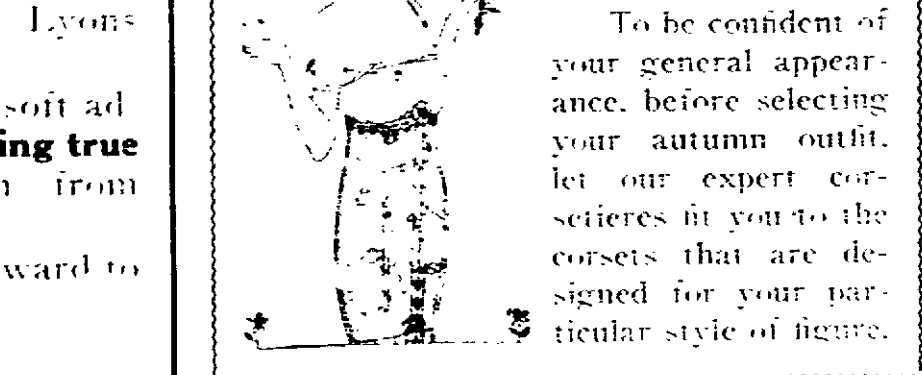 Lyons
soft ad
ing true
from
ward to
To be confident of
your general appear-
ance, before selecting
your autumn outfit,
let our expert cor-
setieres fit you to the
corsets that are de-
signed for your par-
ticular style of figure.